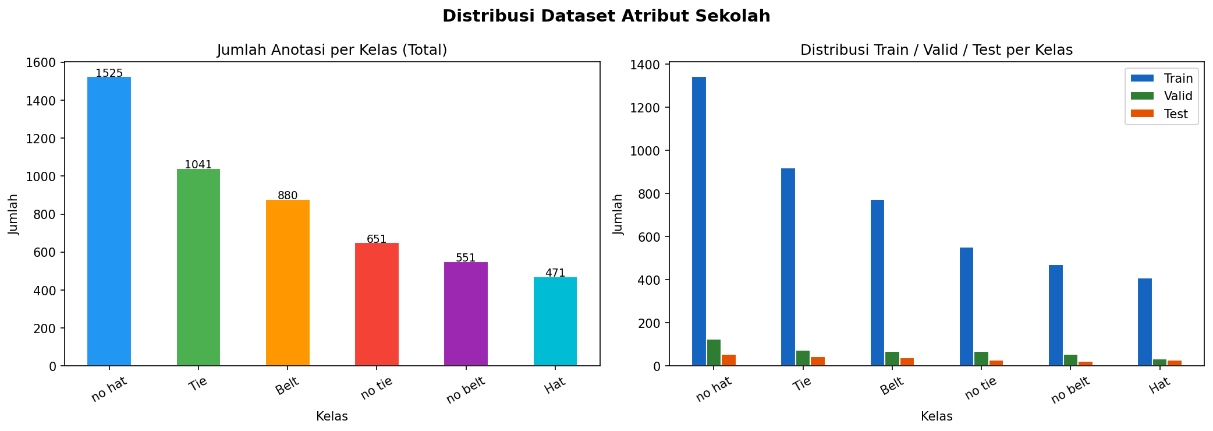 Distribusi Dataset Atribut Sekolah
Jumlah Anotasi per Kelas (Total)
1600
1400
1200
1000
800
600
400
200
0
Jumlah
1525
1041
880
651
551
471
no hat
Tie
Belt
no tie
no belt
Hat
Kelas
Distribusi Train / Valid / Test per Kelas
1400
1200
1000
800
600
400
200
0
Jumlah
Train
Valid
Test
no hat
Tie
Belt
no tie
no belt
Hat
Kelas